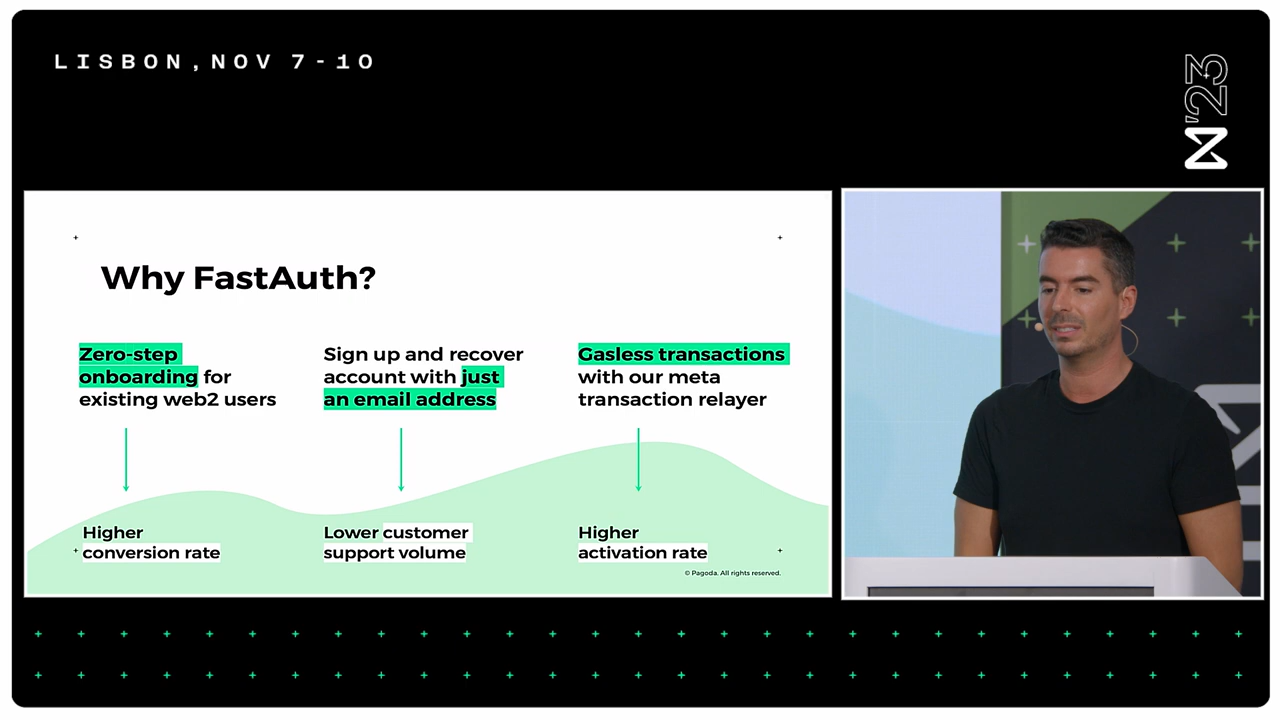 LISBON, NOV 7-10
'23
Why FastAuth?
Zero-step
onboarding for
existing web2 users
Sign up and recover
account with just
an email address
Gasless transactions
with our meta
transaction relayer
Higher
conversion rate
Lower customer
support volume
Higher
activation rate
© Pagoda. All rights reserved.